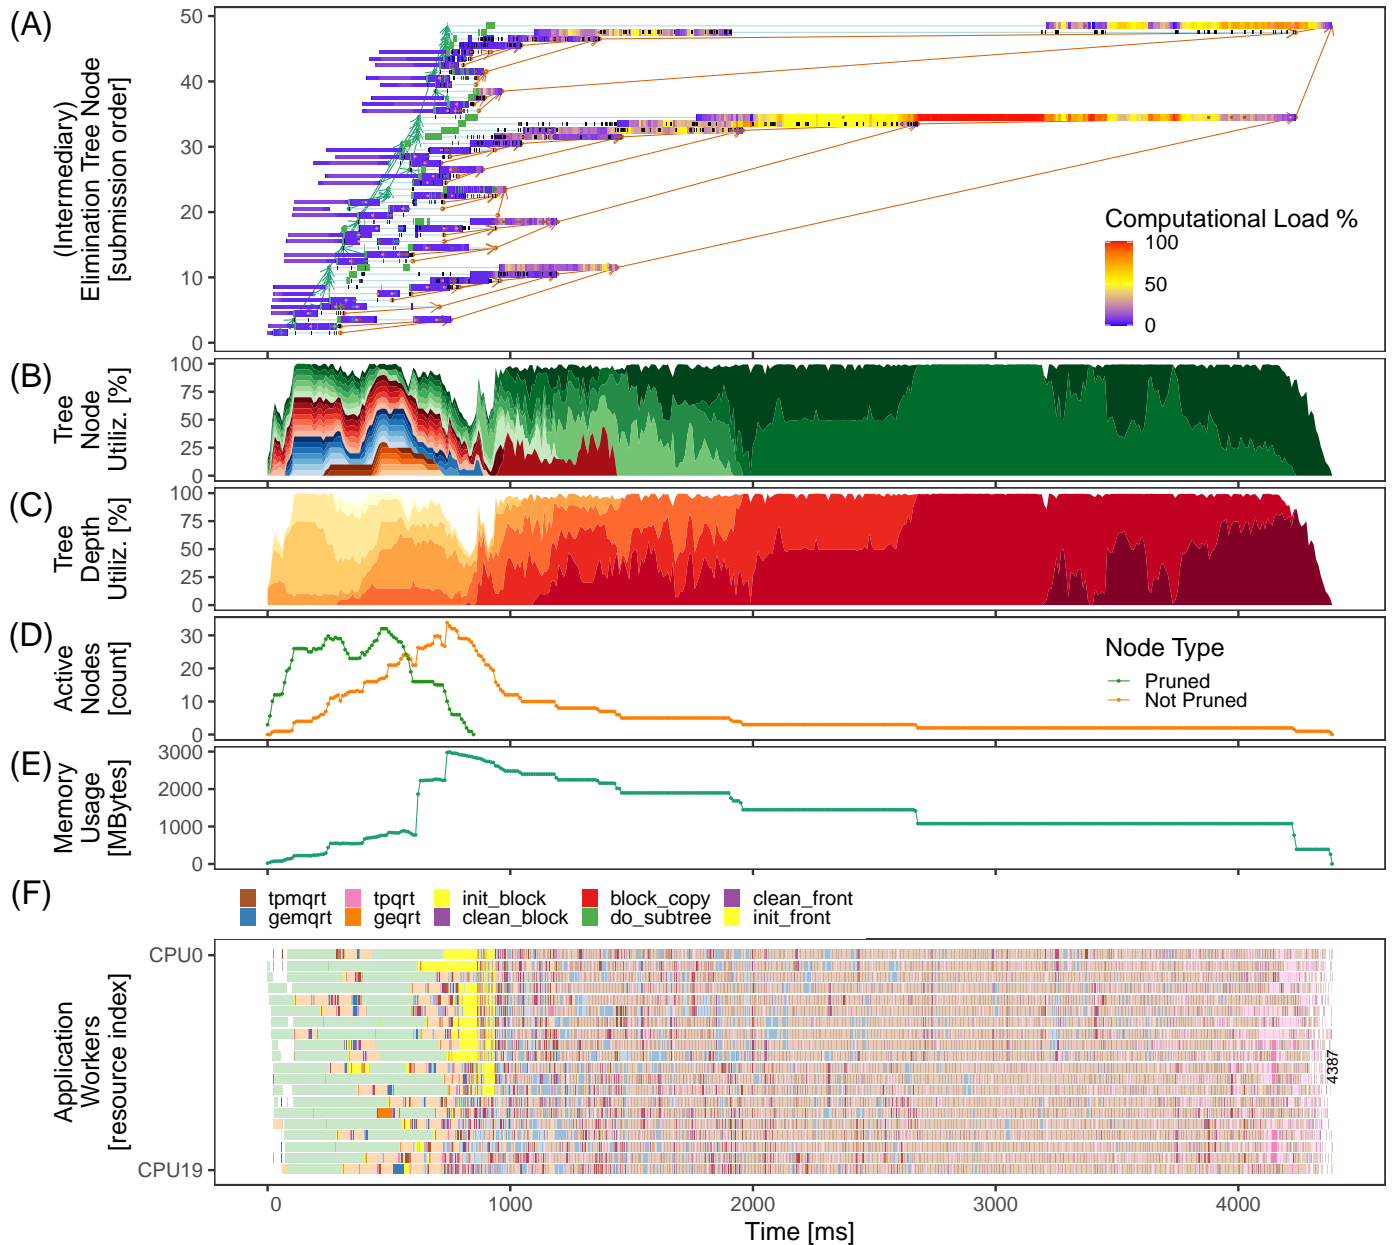 (A)
(Intermediary)
Elimination Tree Node
[submission order]
50
40
30
20
10
0
Computational Load %
100
50
0
(B)
Tree
Node
Utiliz. [%]
100
75
50
25
0
(C)
Tree
Depth
Utiliz. [%]
100
75
50
25
0
(D)
Active
Nodes
[count]
30
20
10
0
Node Type
Pruned
Not Pruned
(E)
Memory
Usage
[MBytes]
3000
2000
1000
0
(F)
tpmqrt tpqrt init_block block_copy clean_front
gemqrt geqrt clean_block do_subtree init_front
Application
Workers
[resource index]
CPU0
CPU19
4387
0 1000 2000 3000 4000
Time [ms]